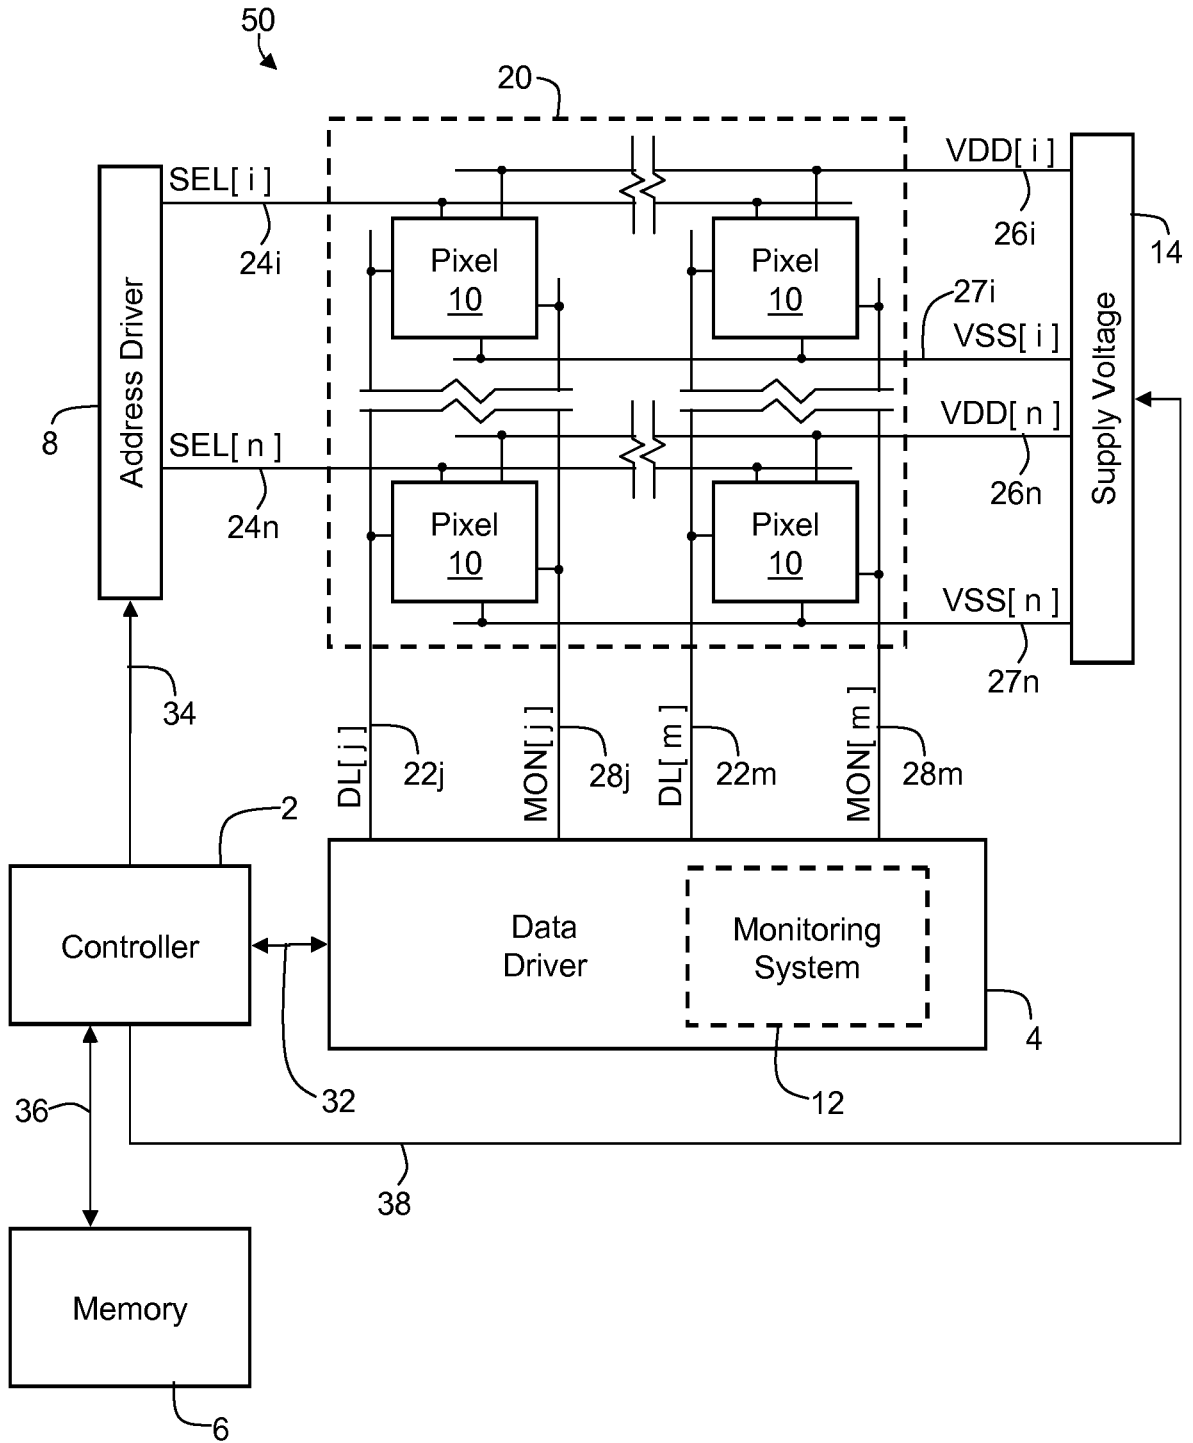 50
20
SEL[ i ]
VDD[ i ]
24i
26i
14
Pixel
10
Pixel
10
27i
VSS[ i ]
Address Driver
Supply Voltage
8
SEL[ n ]
VDD[ n ]
24n
26n
Pixel
10
Pixel
10
VSS[ n ]
27n
34
DL[ j ]
22j
MON[ j ]
28j
DL[ m ]
22m
MON[ m ]
28m
2
Controller
Data
Driver
Monitoring
System
4
32
12
36
38
Memory
6